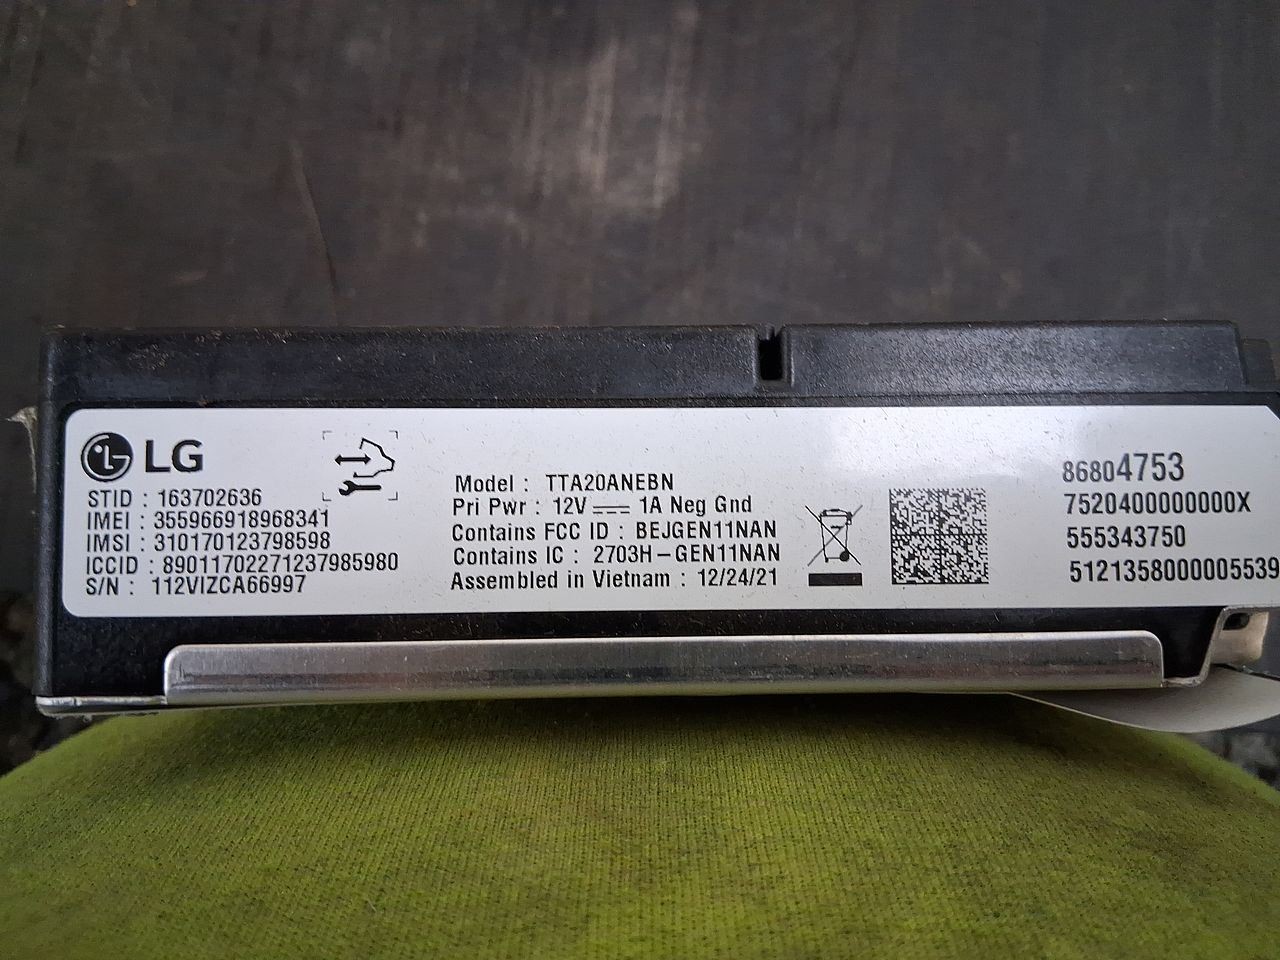 LG
STID : 163702636
IMEI : 355966918968341
IMSI : 310170123798598
ICCID : 89011702271237985980
S/N : 112VIZCA66997
Model : TTA20ANEBN
Pri Pwr : 12V 1A Neg Gnd
Contains FCC ID : BEJGEN11NAN
Contains IC : 2703H-GEN11NAN
Assembled in Vietnam : 12/24/21
86804753
7520400000000X
555343750
5121358000005539